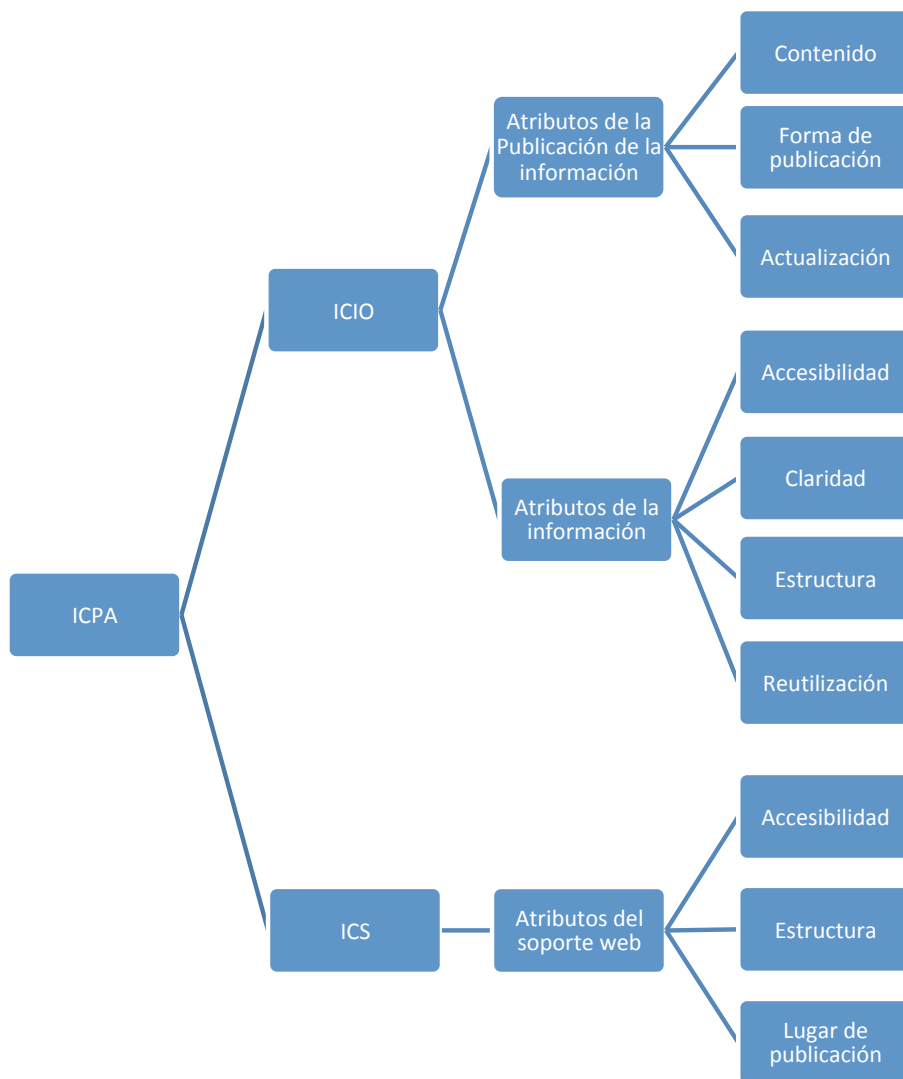 Contenido
Atributos de la
Publicación de la
información
Forma de
publicación
Actualización
ICIO
Accesibilidad
Claridad
Atributos de la
información
Estructura
ICPA
Reutilización
Accesibilidad
ICS
Atributos del
soporte web
Estructura
Lugar de
publicación